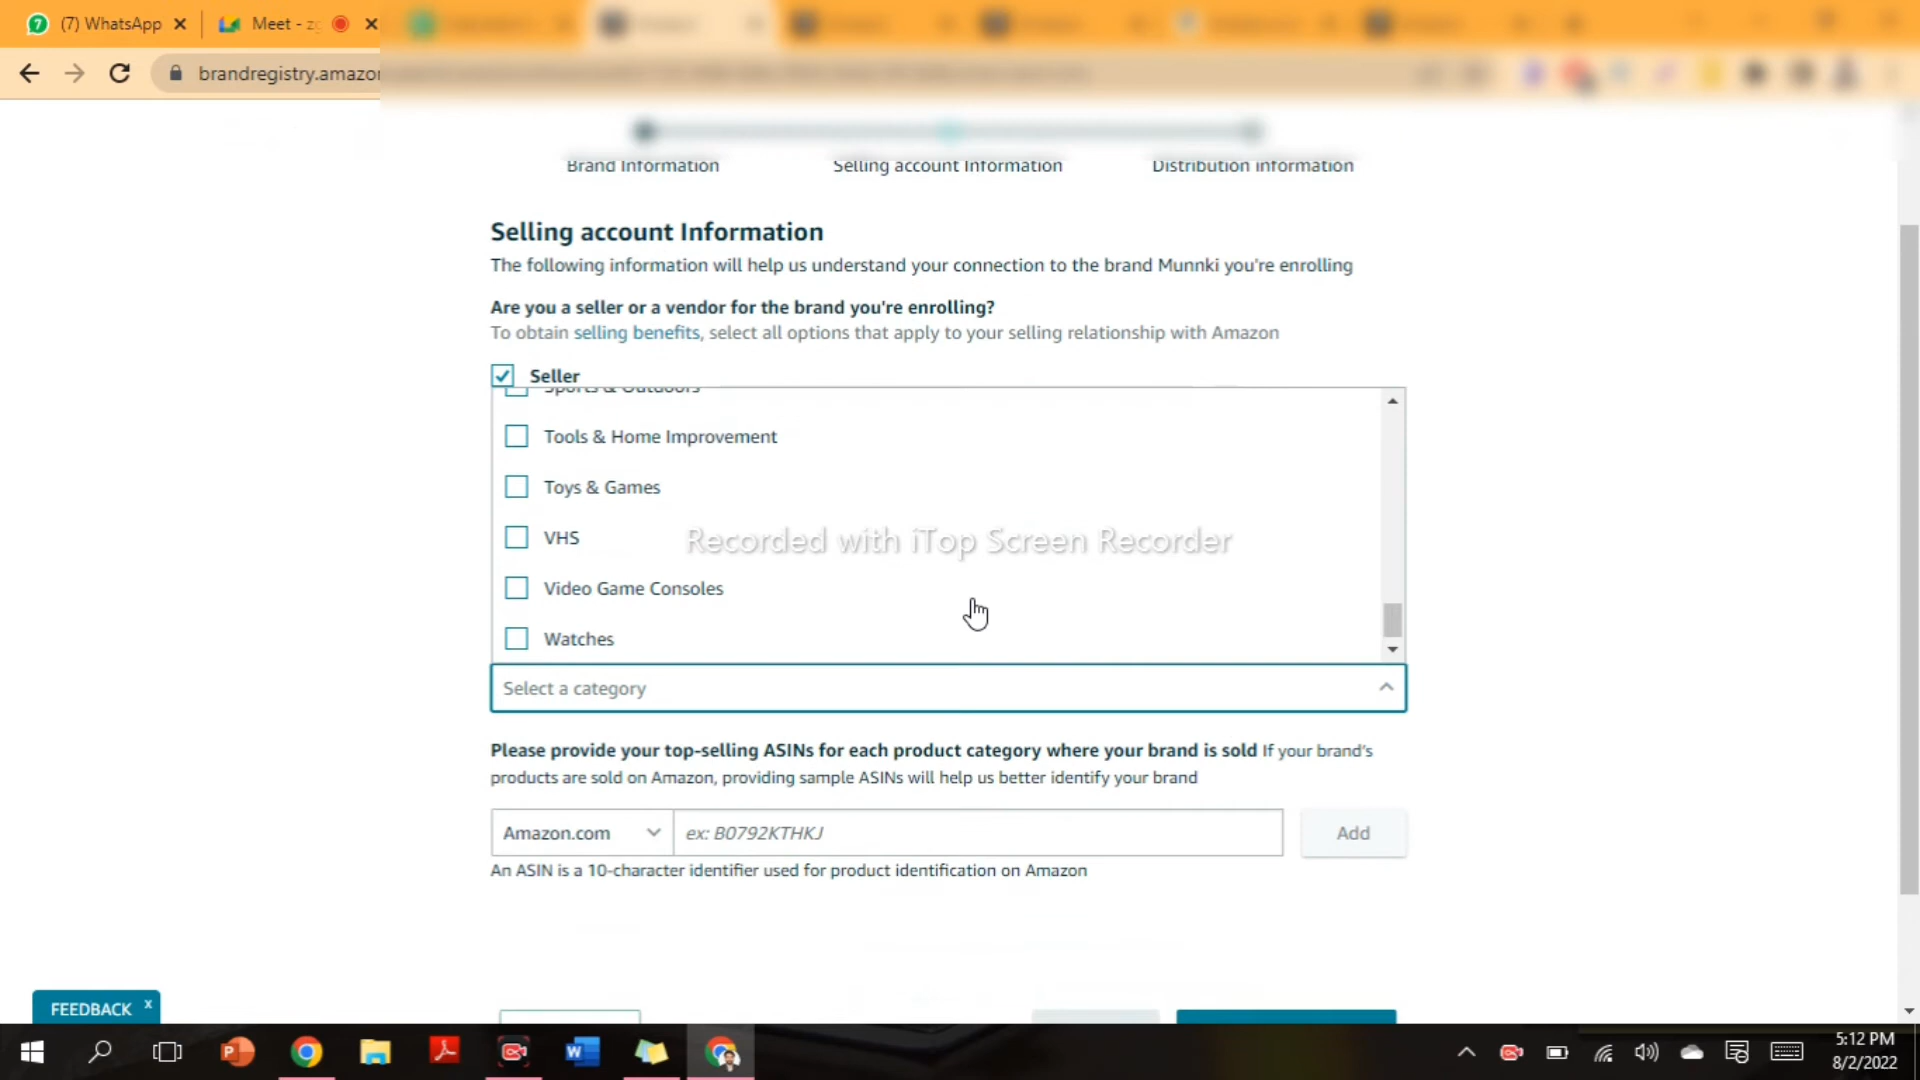 (7) WhatsApp
Meet -
brandregistry.amazo
Brand Information
Selling account Information
Distribution information
Selling account Information
The following information will help us understand your connection to the brand Munnki you're enrolling
Are you a seller or a vendor for the brand you're enrolling?
To obtain selling benefits, select all options that apply to your selling relationship with Amazon
Seller
Sports & Outdoors
Tools & Home Improvement
Toys & Games
VHS
Recorded with iTop Screen Recorder
Video Game Consoles
Watches
Select a category
Please provide your top-selling ASINs for each product category where your brand is sold If your brand's
products are sold on Amazon, providing sample ASINs will help us better identify your brand
Amazon.com
ex: B0792KTHKJ
Add
An ASIN is a 10-character identifier used for product identification on Amazon
FEEDBACK x
5:12 PM
8/2/2022